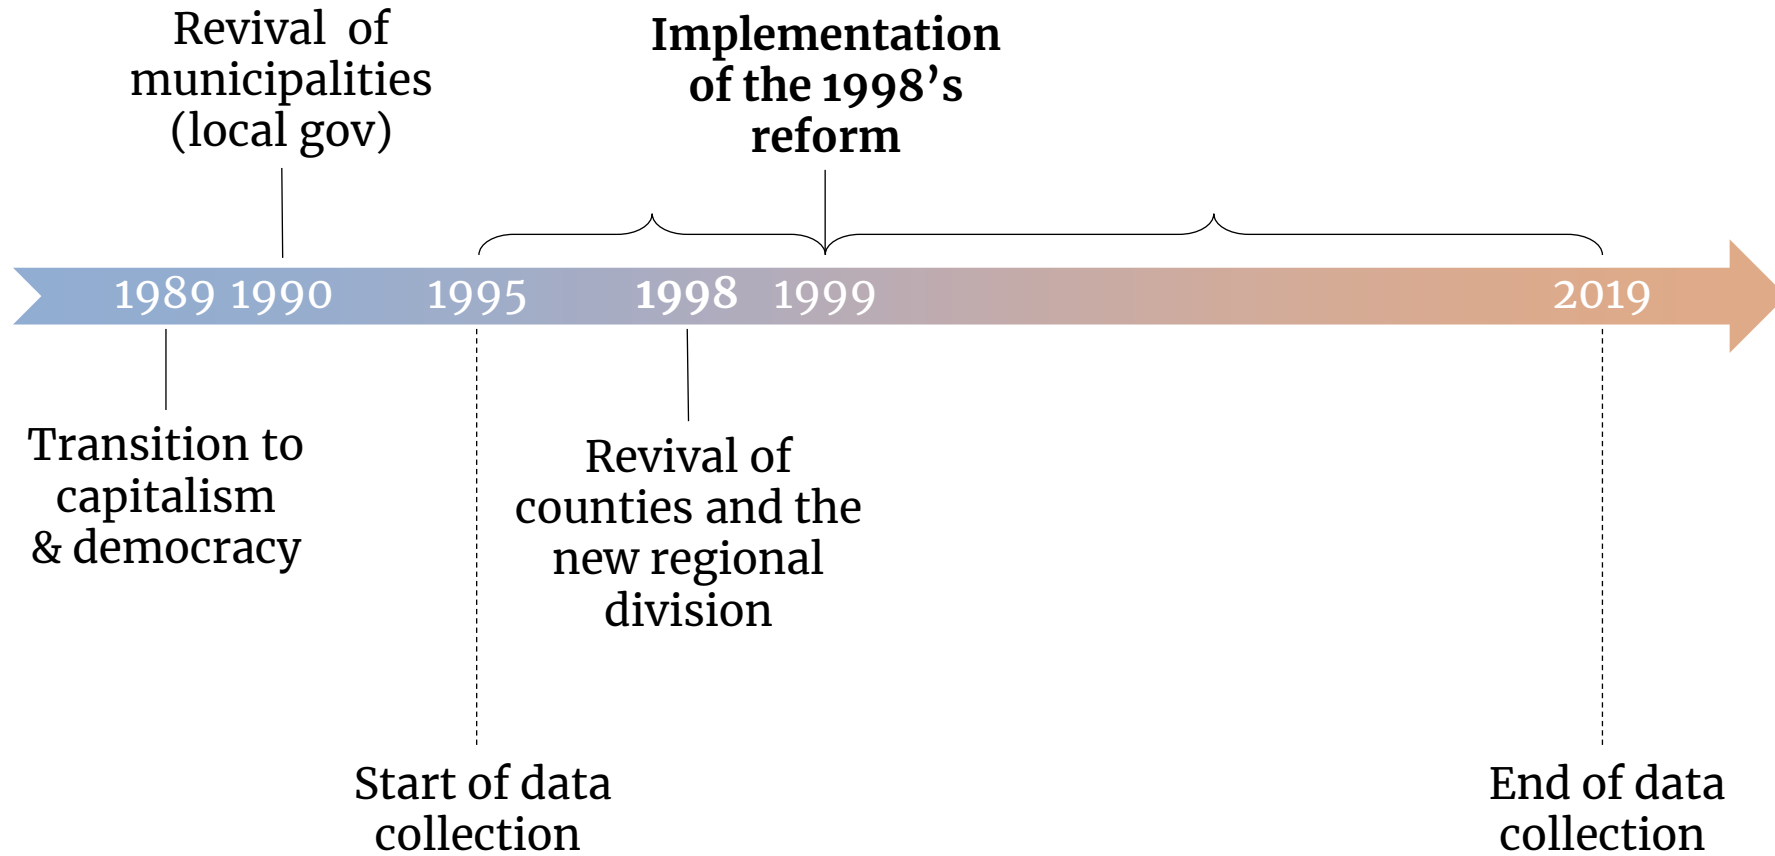 Revival of
municipalities
(local gov)
Implementation
of the 1998’s
reform
1989 1990 1995 1998 1999 2019
Transition to
capitalism
& democracy
Revival of
counties and the
new regional
division
Start of data
collection
End of data
collection